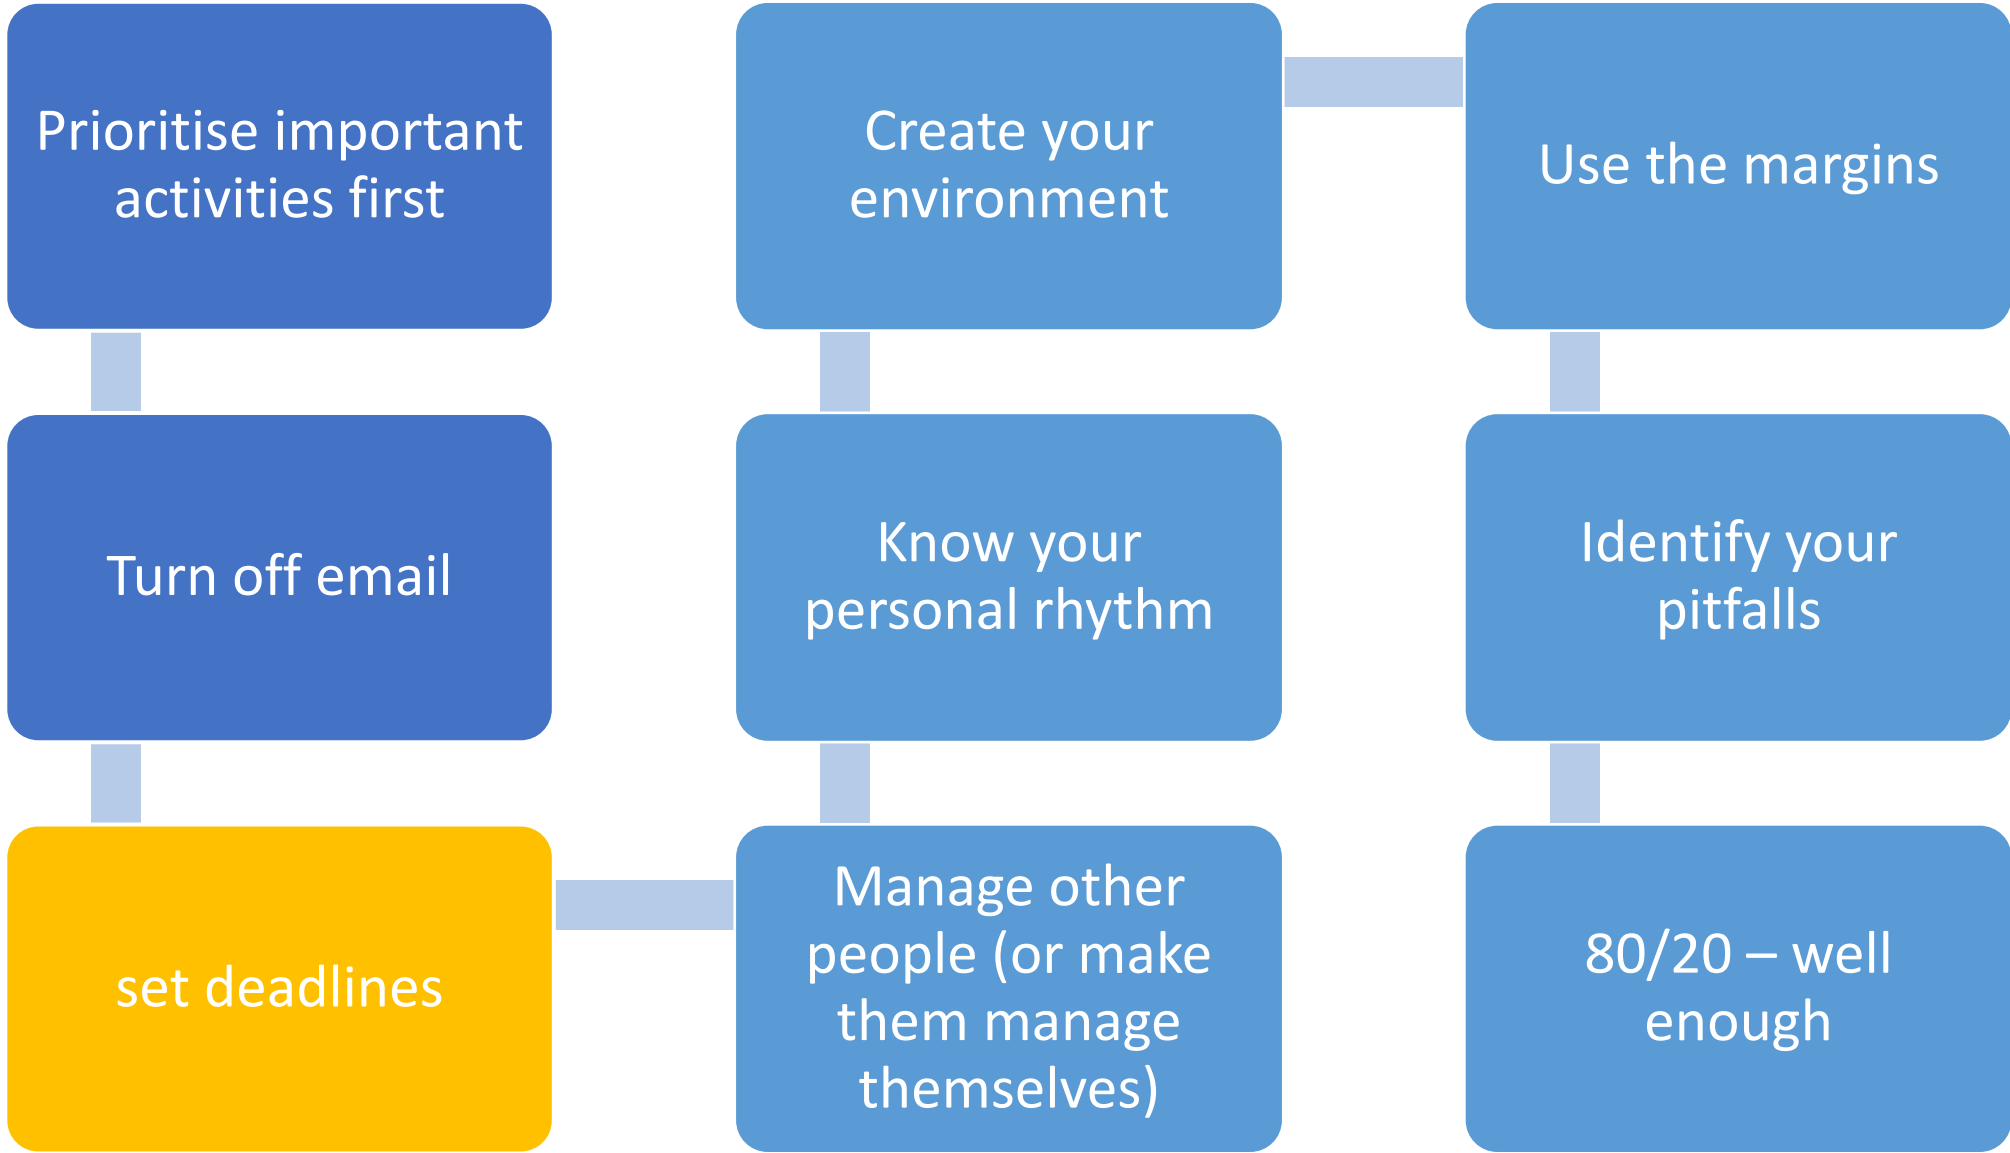 Prioritise important
activities first
Turn off email
set deadlines
Manage other
people (or make
them manage
themselves)
Know your
personal rhythm
Create your
environment
Use the margins
Identify your
pitfalls
80/20 – well
enough